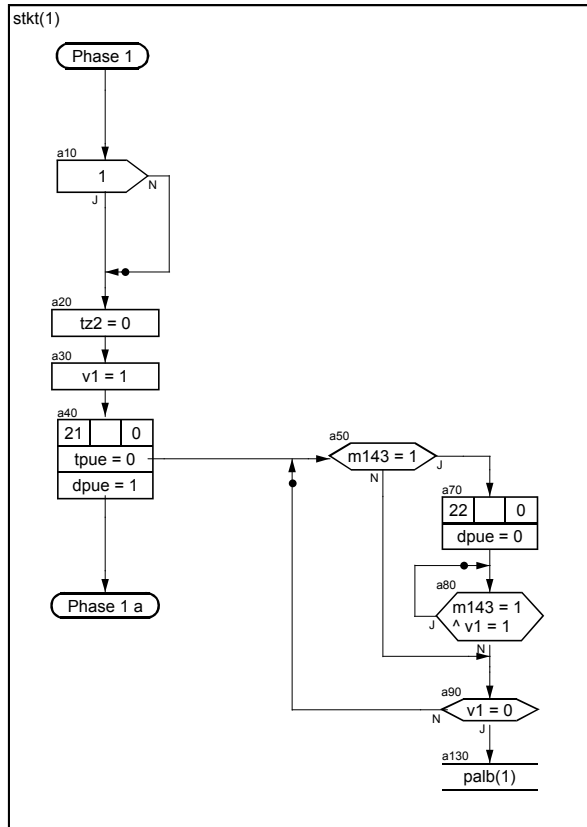 stkt(1)
Phase 1
a10
1
N
J
a20
tz2 = 0
a30
v1 = 1
a40
21 0
tpue = 0
dpue = 1
Phase 1 a
a50
m143 = 1
J
N
a70
22 0
dpue = 0
a80
m143 = 1
^ v1 = 1
J
N
a90
v1 = 0
N
J
a130
palb(1)